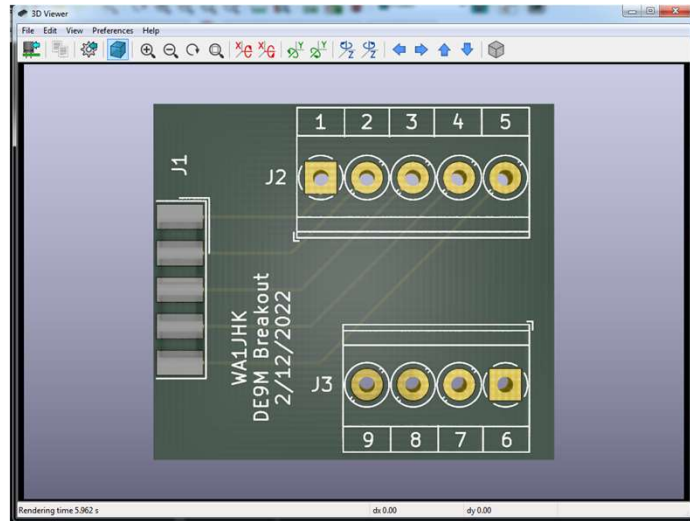 3D Viewer
File Edit View Preferences Help
Y Y
Z Z
1 2 3 4 5
J1
J2
WA1JHK
DE9M Breakout
2/12/2022
J3
9 8 7 6
Rendering time 5.962 s
dx 0.00
dy 0.00